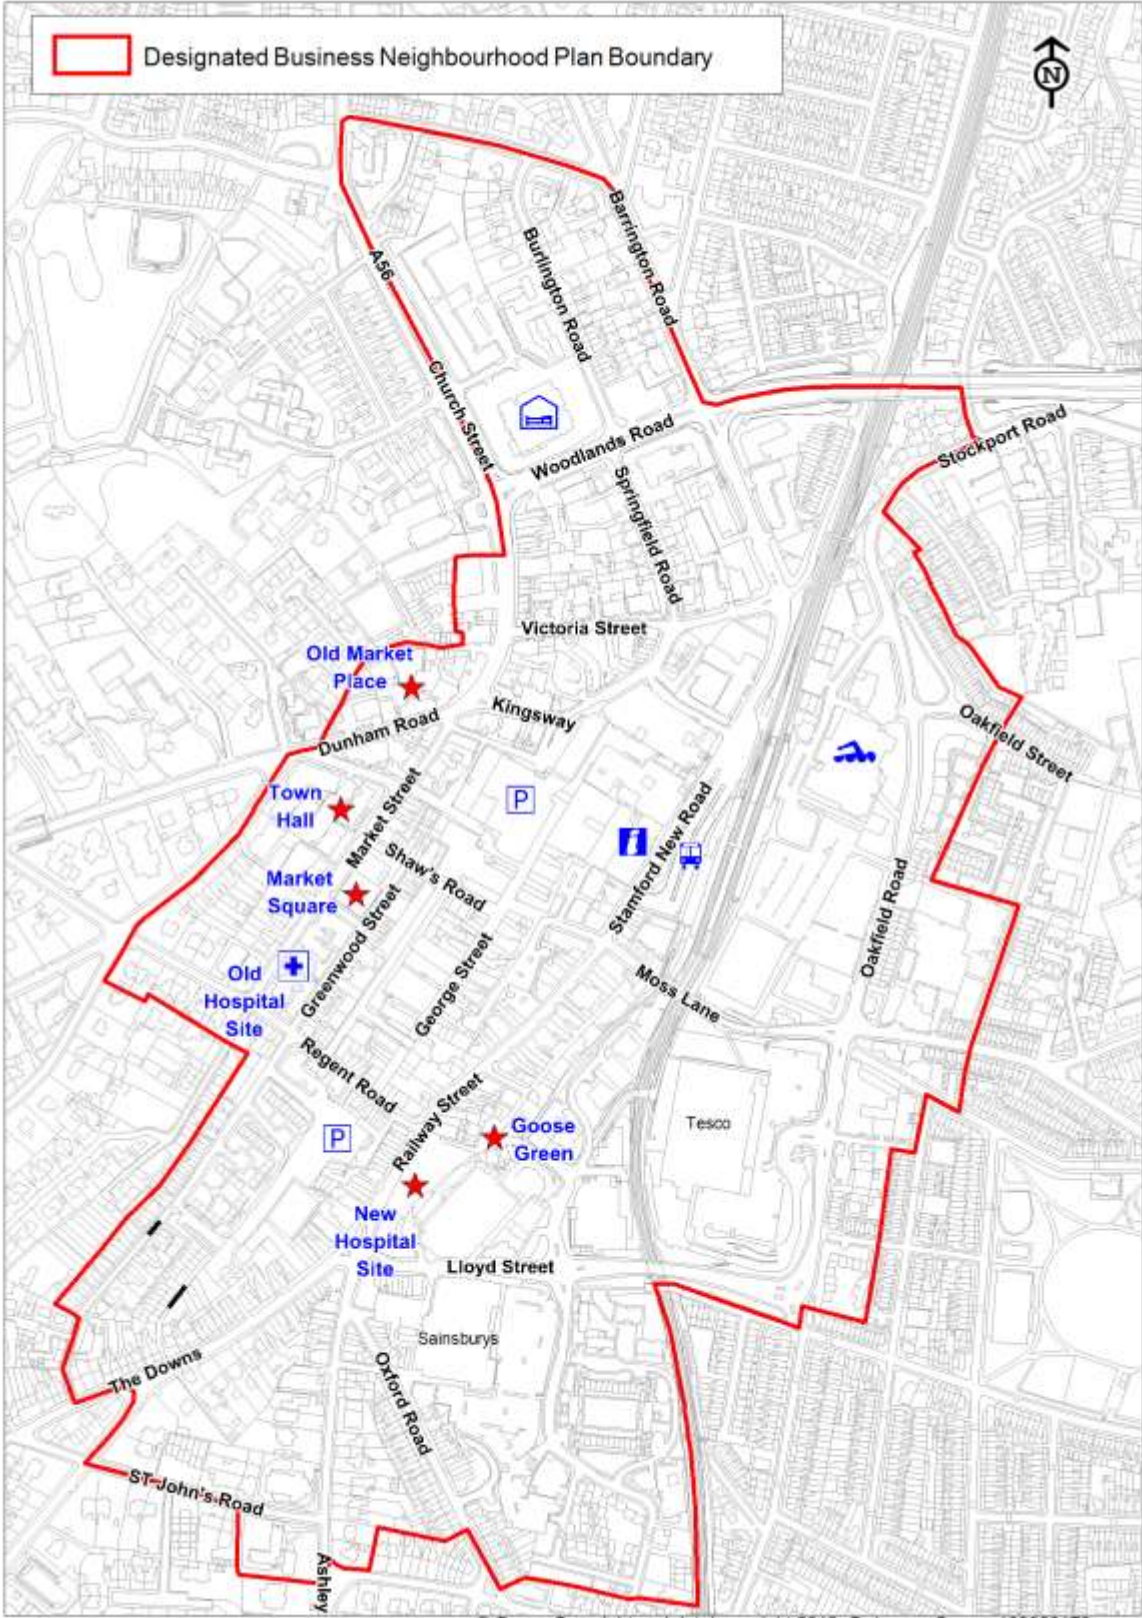 Designated Business Neighbourhood Plan Boundary
N
Barrington Road
Burlington Road
A56
Church Street
Woodlands Road
Stockport Road
Springfield Road
Victoria Street
Old Market
Place
Kingsway
Dunham Road
Oakfield Street
Town
Hall
P
Market Street
Stamford New Road
i
Shaw's Road
Market
Square
Greenwood Street
Oakfield Road
George Street
Old
Hospital
Site
Moss Lane
Regent Road
Railway Street
P
Goose
Green
Tesco
New
Hospital
Site
Lloyd Street
Sainsburys
The Downs
Oxford Road
ST John's Road
Ashley